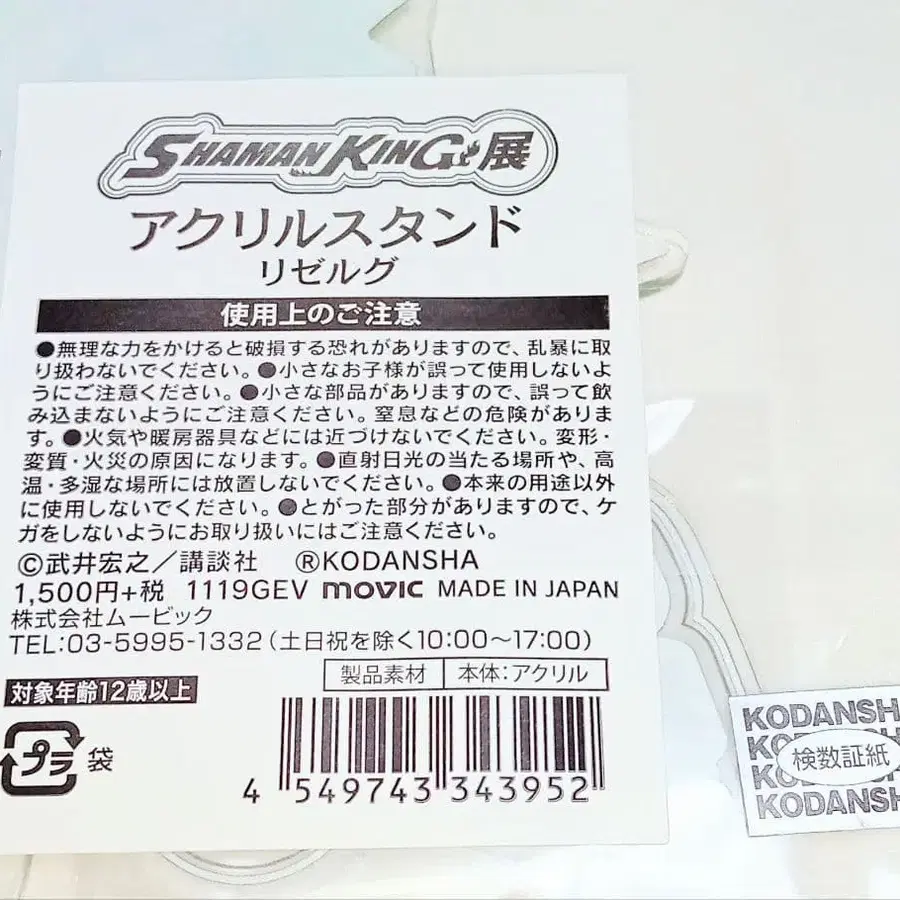 SHAMAN KING展
アクリルスタンド
リゼルグ
使用上のご注意
●無理な力をかけると破損する恐れがありますので、乱暴に取
り扱わないでください。●小さなお子様が誤って使用しないよ
うにご注意ください。●小さな部品がありますので、誤って飲
み込まないようにご注意ください。窒息などの危険がありま
す。●火気や暖房器具などには近づけないでください。変形・
変質・火災の原因になります。●直射日光の当たる場所や、高
温・多湿な場所には放置しないでください。●本来の用途以外
に使用しないでください。●とがった部分がありますので、ケ
ガをしないようにお取り扱いにはご注意ください。
©武井宏之／講談社 ®KODANSHA
1,500円+税 1119GEV movic MADE IN JAPAN
株式会社ムービック
TEL:03-5995-1332（土日祝を除く10:00〜17:00）
製品素材 本体:アクリル
対象年齢12歳以上
プラ 袋
4 549743 343952
KODANSH
検数証紙
KODANSH